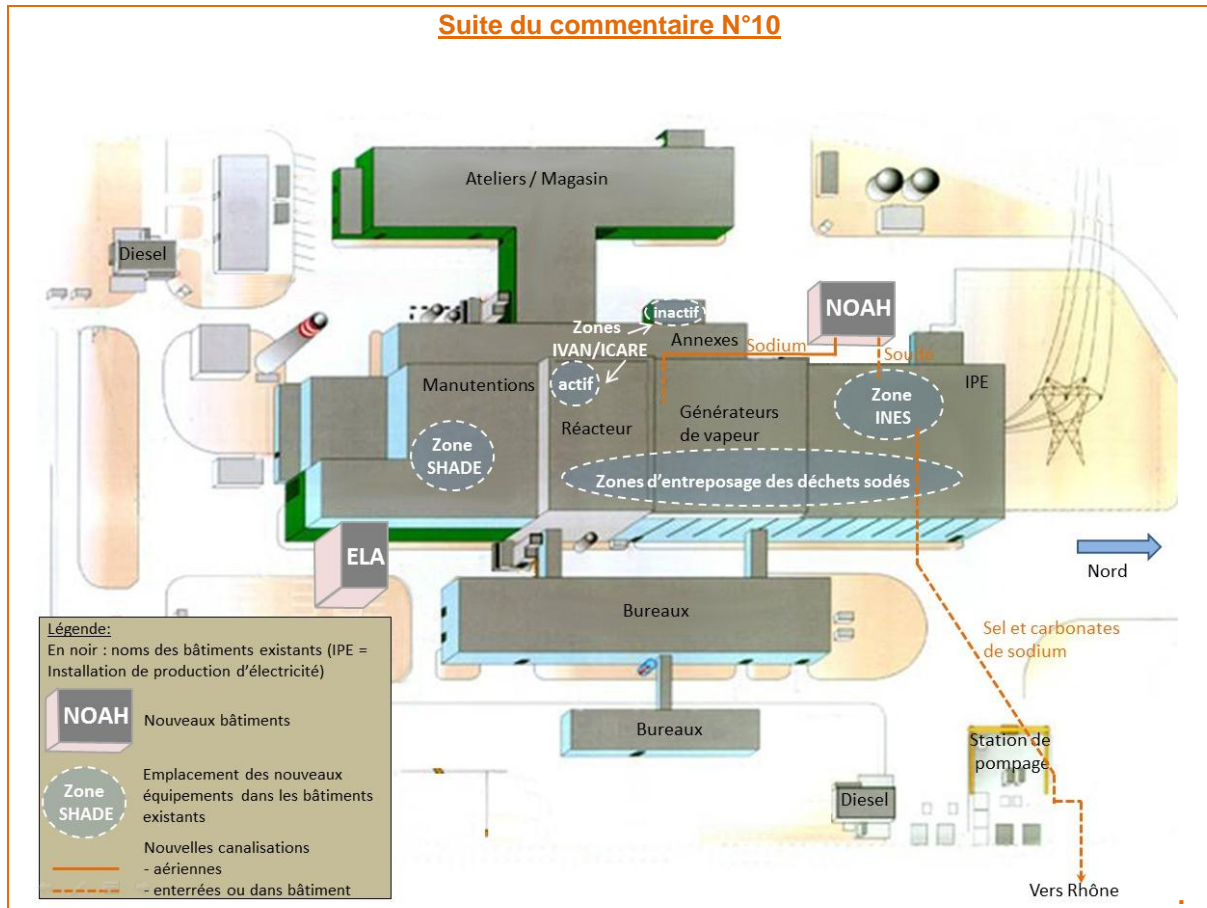 Suite du commentaire N°10
Ateliers / Magasin
Diesel
NOAH
inactif
Zones
IVAN/ICARE
Annexes
Sodium
Soude
Manutentions
actif
IPE
Zone
INES
Réacteur
Générateurs
de vapeur
Zone
SHADE
Zones d'entreposage des déchets sodés
ELA
Nord
Bureaux
Sel et carbonates
de sodium
Bureaux
Station de
pompage
Diesel
Vers Rhône
Légende:
En noir : noms des bâtiments existants (IPE =
Installation de production d'électricité)
NOAH
Nouveaux bâtiments
Zone
SHADE
Emplacement des nouveaux
équipements dans les bâtiments
existants
Nouvelles canalisations
- aériennes
- enterrées ou dans bâtiment